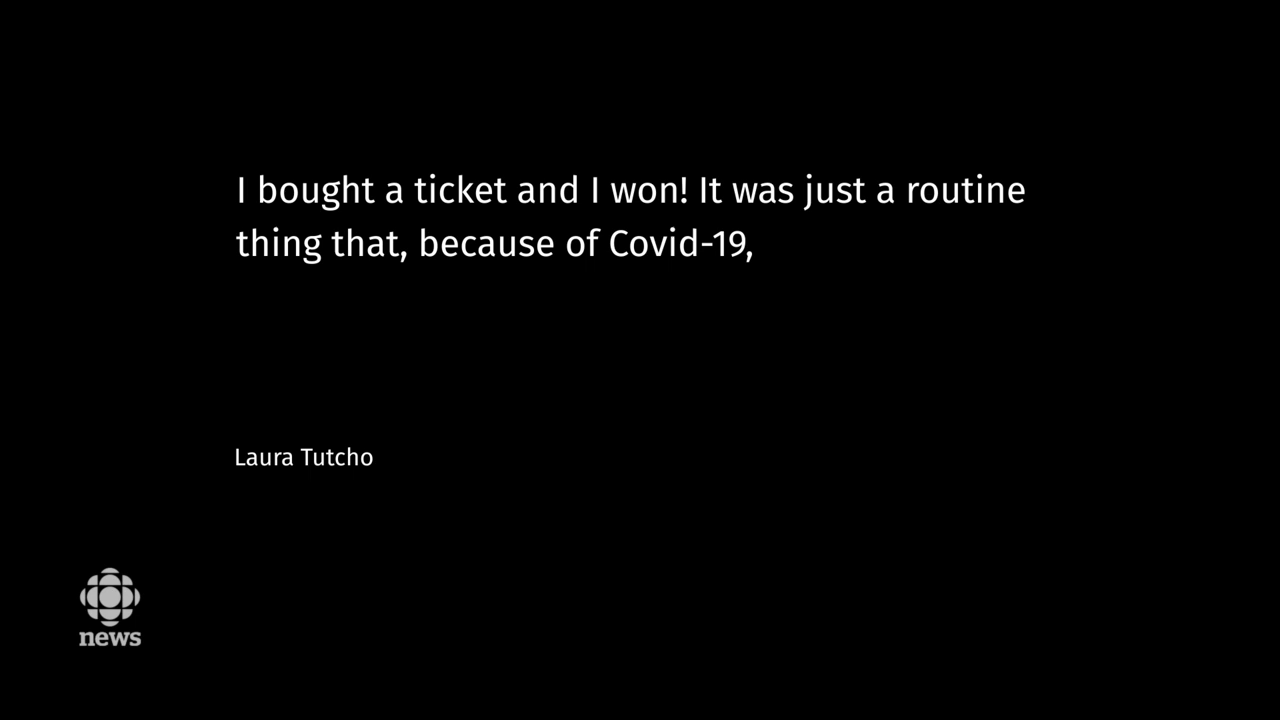 I bought a ticket and I won! It was just a routine
thing that, because of Covid-19,
Laura Tutcho
news